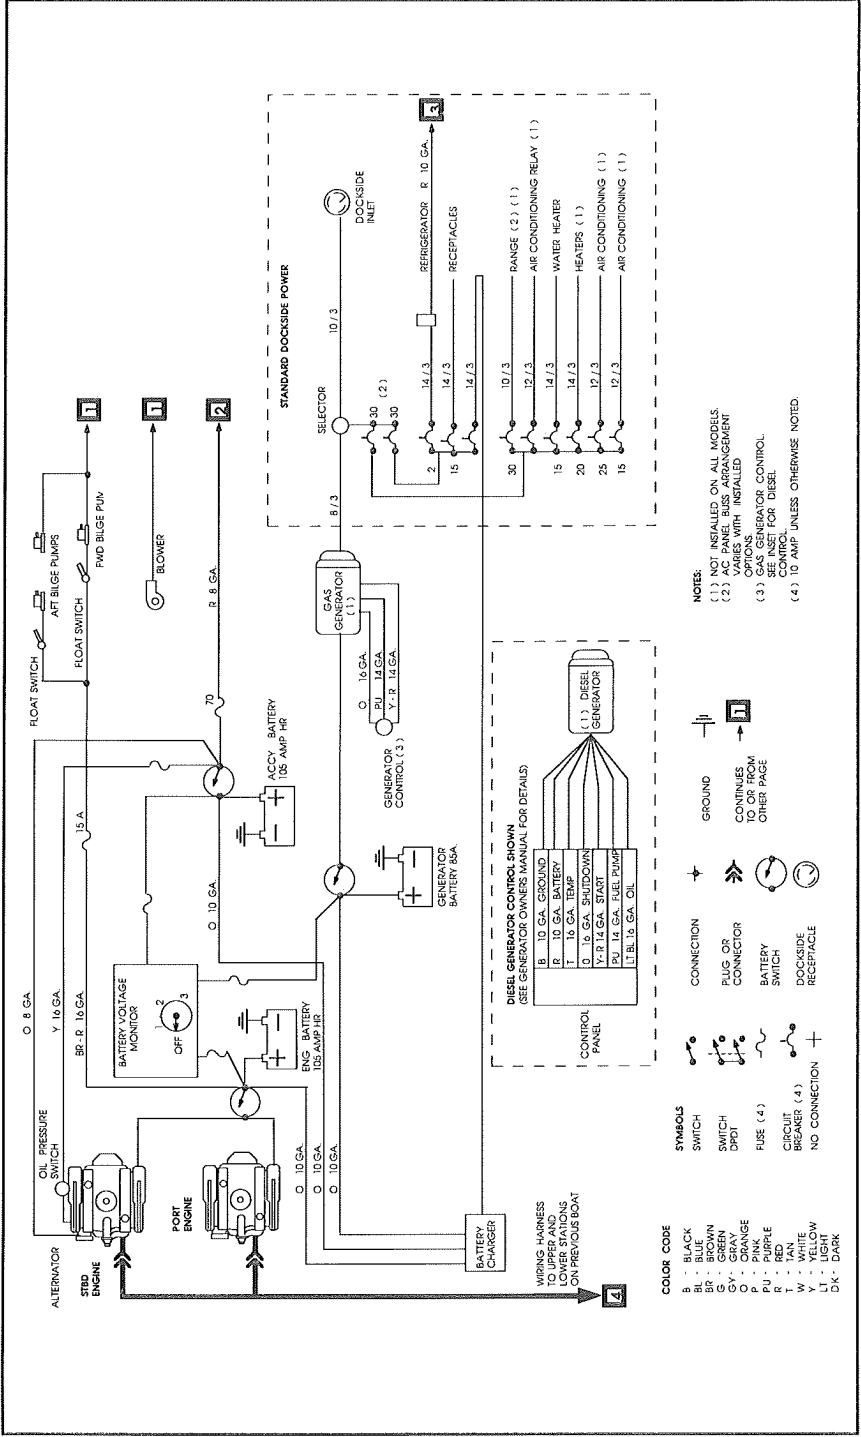 O 8 GA.
Y 16 GA.
BR - R 16 GA.
15 A
OIL PRESSURE
SWITCH
ALTERNATOR
STBD
ENGINE
PORT
ENGINE
BATTERY VOLTAGE
MONITOR
OFF
1
2
3
ENG BATTERY
105 AMP HR
O 10 GA.
ACCY BATTERY
105 AMP HR
70
R 8 GA.
FLOAT SWITCH
AFT BILGE PUMPS
FLOAT SWITCH
FWD BILGE PUM
BLOWER
1
1
2
O 10 GA.
O 10 GA.
O 10 GA.
BATTERY
CHARGER
WIRING HARNESS
TO UPPER AND
LOWER STATIONS
ON PREVIOUS BOAT
4
GENERATOR
BATTERY 85A.
GENERATOR
CONTROL ( 3 )
O 16 GA.
PU 14 GA.
Y - R 14 GA.
GAS
GENERATOR
( 1 )
8 / 3
STANDARD DOCKSIDE POWER
SELECTOR
10 / 3
DOCKSIDE
INLET
30
30
( 2 )
2
14 / 3
REFRIGERATOR R 10 GA.
3
15
14 / 3
RECEPTACLES
14 / 3
30
10 / 3
RANGE ( 2 ) ( 1 )
12 / 3
AIR CONDITIONING RELAY ( 1 )
15
14 / 3
WATER HEATER
20
14 / 3
HEATERS ( 1 )
25
12 / 3
AIR CONDITIONING ( 1 )
15
12 / 3
AIR CONDITIONING ( 1 )
DIESEL GENERATOR CONTROL SHOWN
(SEE GENERATOR OWNERS MANUAL FOR DETAILS)
B 10 GA. GROUND
R 10 GA. BATTERY
T 16 GA. TEMP
O 16 GA. SHUTDOWN
Y- R 14 GA. START
PU 14 GA. FUEL PUMP
LT BL 16 GA. OIL
CONTROL
PANEL
( 1 ) DIESEL
GENERATOR
NOTES:
( 1 ) NOT INSTALLED ON ALL MODELS.
( 2 ) AC PANEL BUSS ARRANGEMENT
VARIES WITH INSTALLED
OPTIONS.
( 3 ) GAS GENERATOR CONTROL.
SEE INSET FOR DIESEL
CONTROL.
( 4 ) 10 AMP UNLESS OTHERWISE NOTED.
COLOR CODE
B - BLACK
BL - BLUE
BR - BROWN
G - GREEN
GY - GRAY
O - ORANGE
P - PINK
PU - PURPLE
R - RED
T - TAN
W - WHITE
Y - YELLOW
LT - LIGHT
DK - DARK
SYMBOLS
SWITCH
SWITCH
DPDT
FUSE ( 4 )
CIRCUIT
BREAKER ( 4 )
NO CONNECTION
CONNECTION
PLUG OR
CONNECTOR
BATTERY
SWITCH
DOCKSIDE
RECEPTACLE
GROUND
CONTINUES
TO OR FROM
OTHER PAGE
1